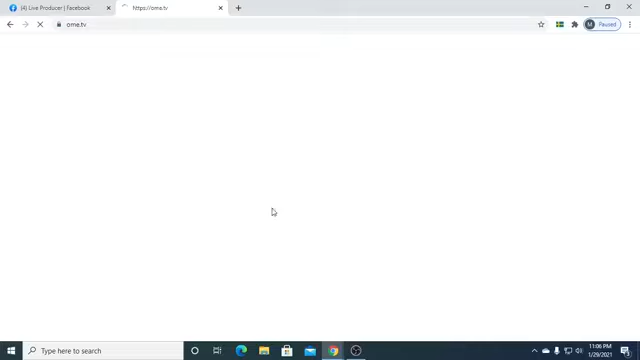 (4) Live Producer | Facebook
https://ome.tv
ome.tv
M
Paused
Type here to search
11:06 PM
1/29/2021